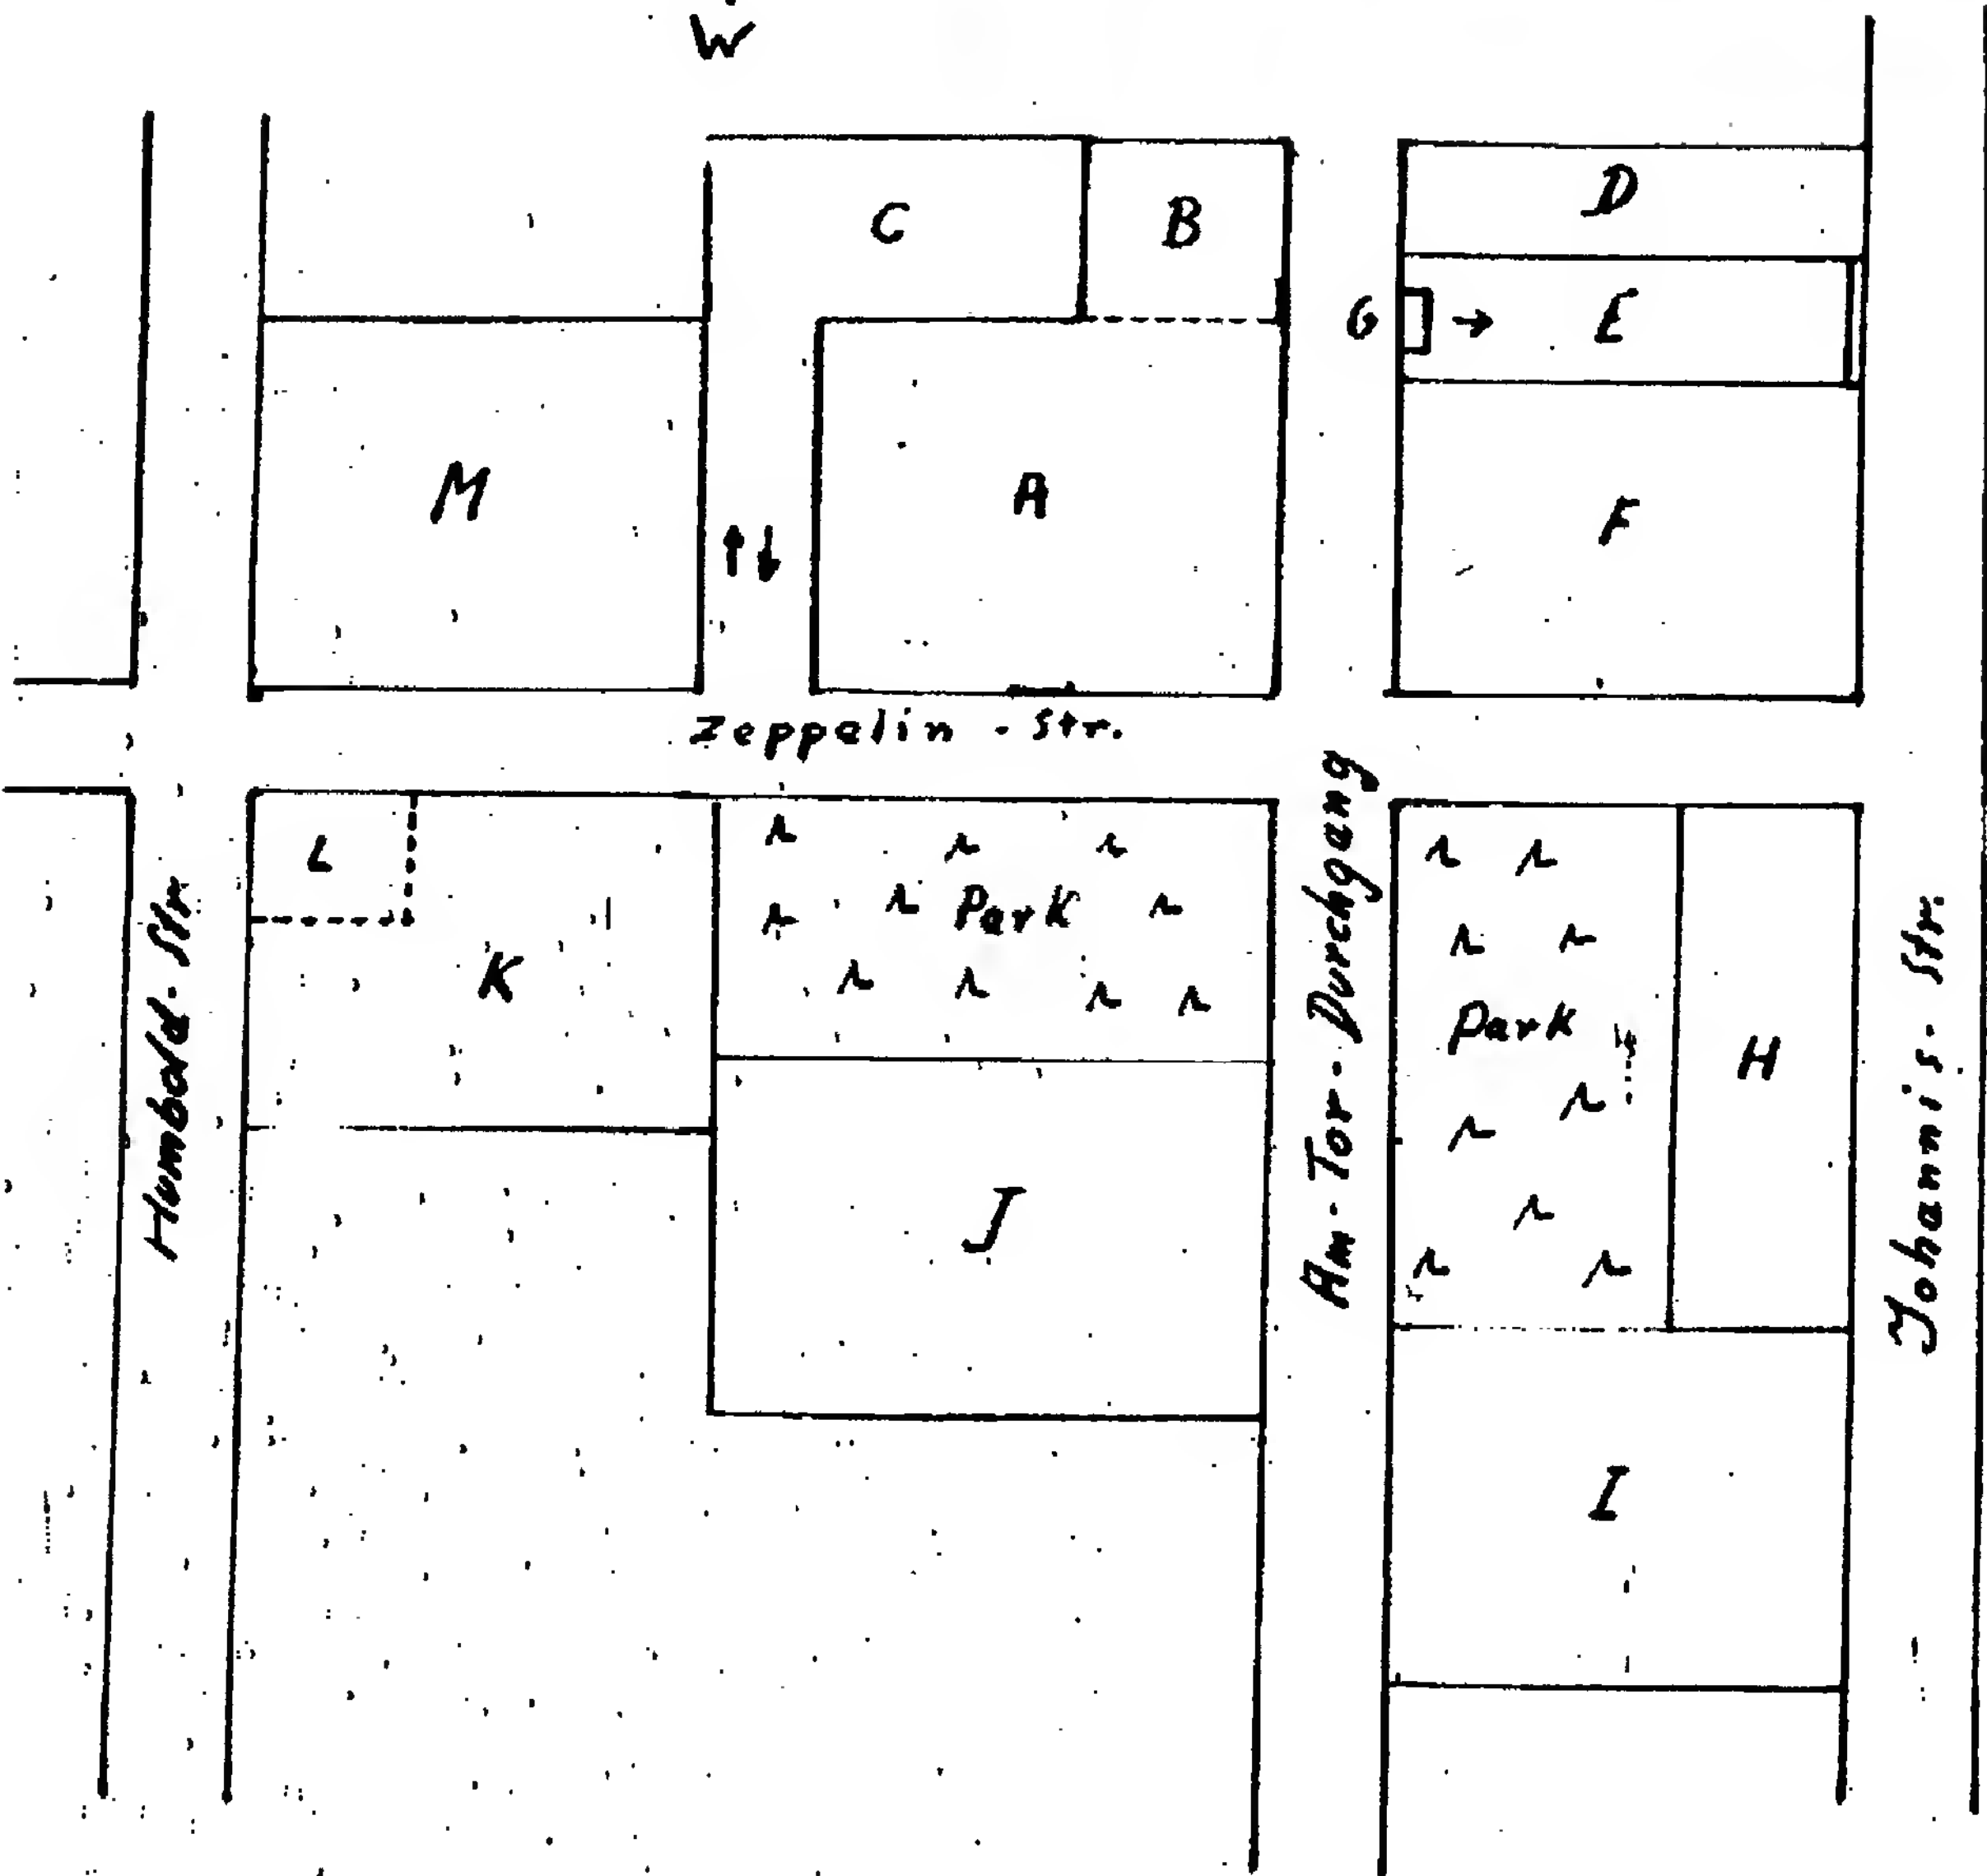 W
C
B
D
G
E
M
A
F
Zeppelin - Str.
L
Park
K
Park
H
J
I
Humbold - Str
Am - Tor - Durchgang
Johannis - Str.